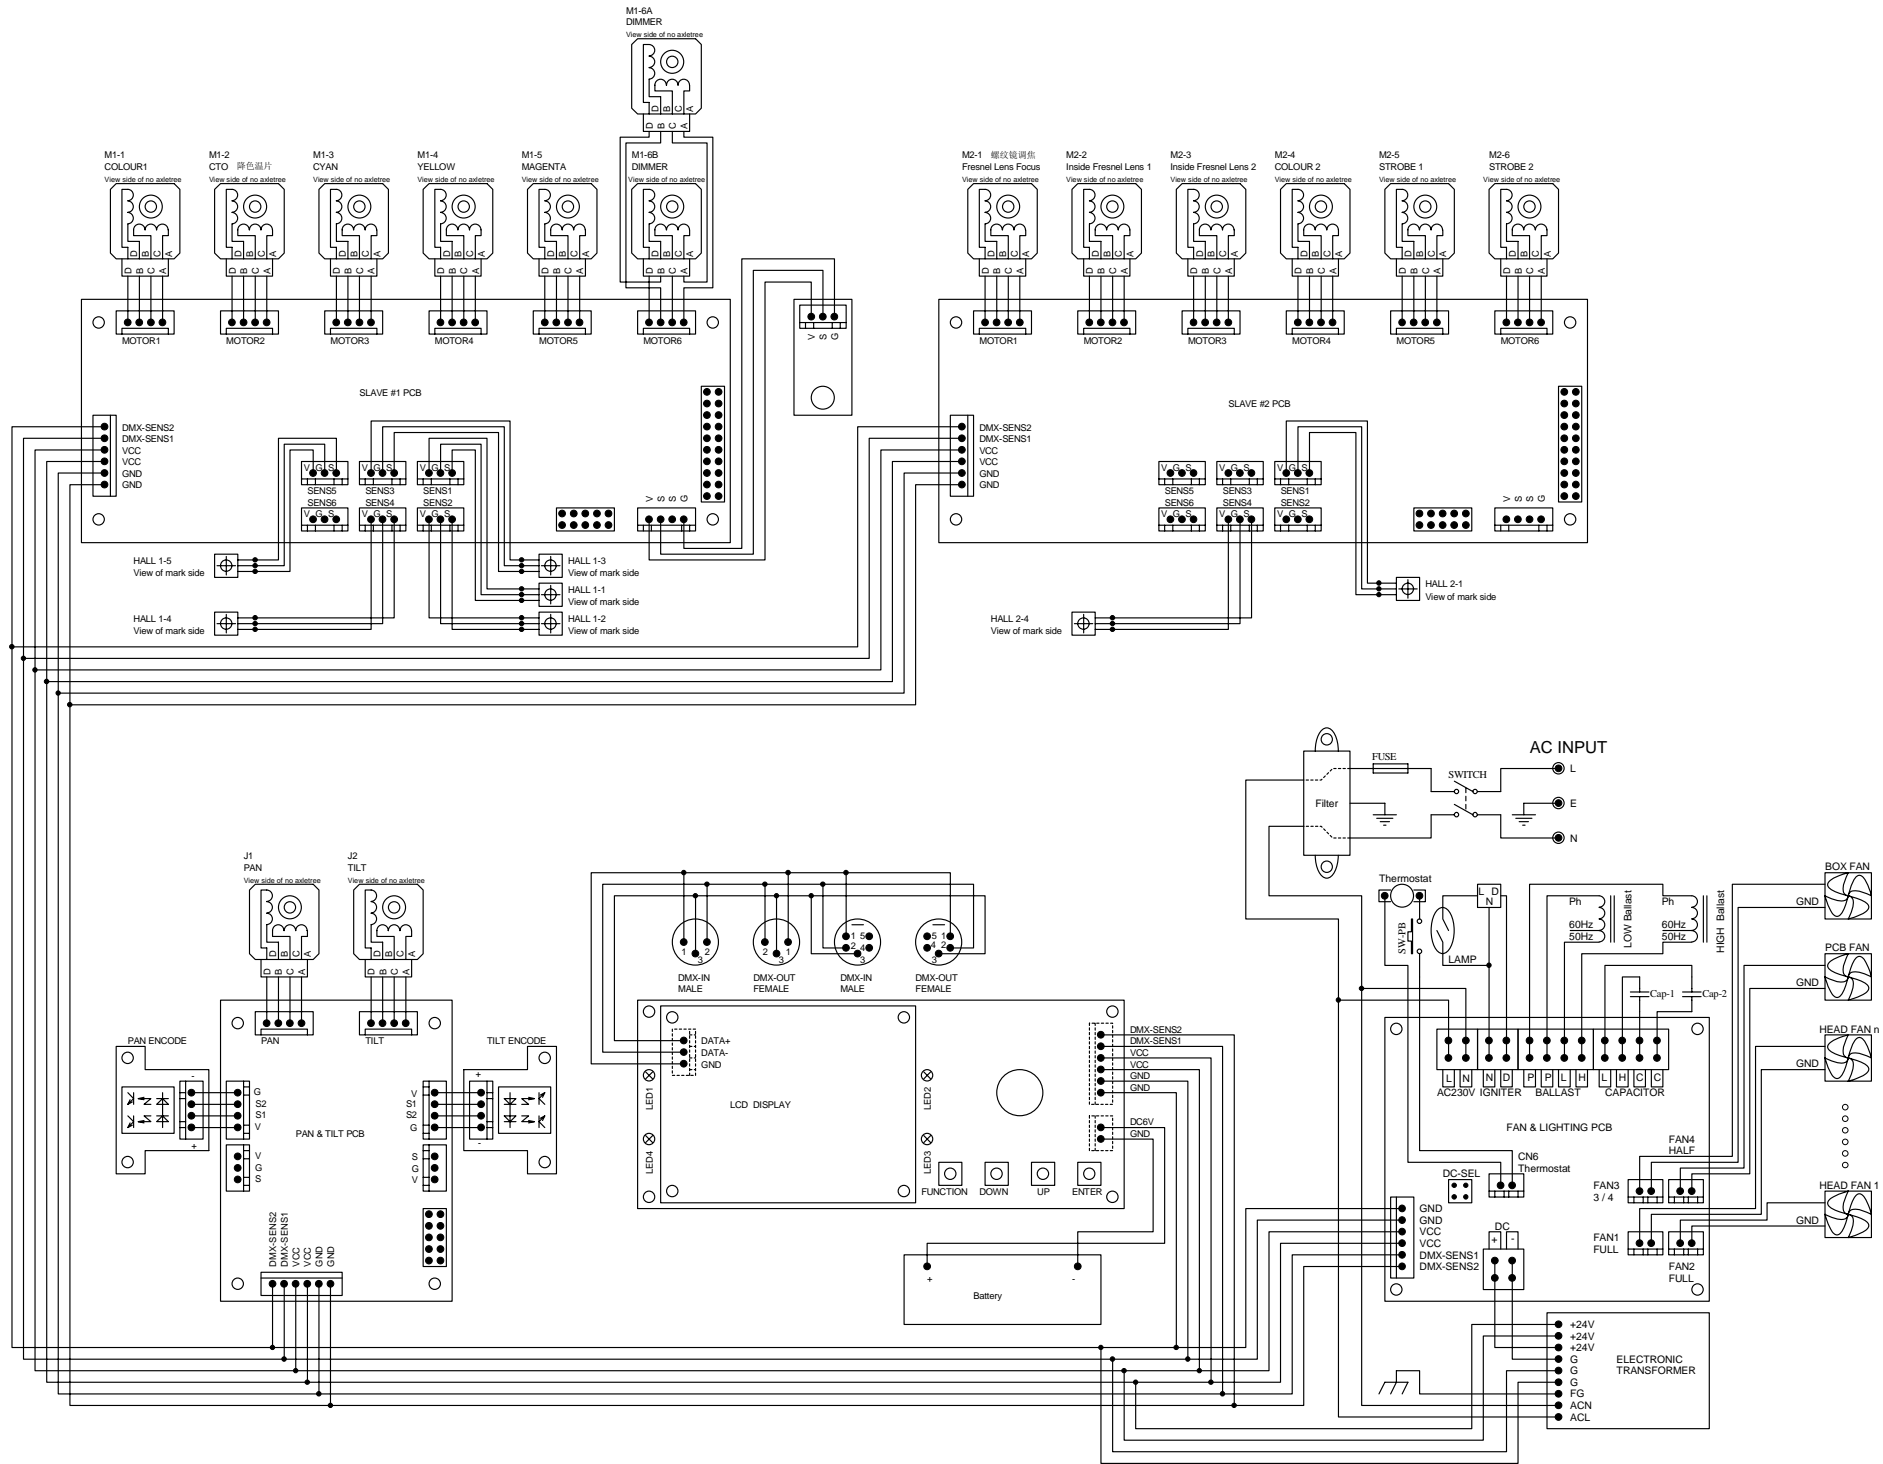 M1-6A
DIMMER
View side of no axletree
D B C A
D B C A
M1-1
COLOUR1
View side of no axletree
D B C A
D B C A
MOTOR1
M1-2
CTO 降色温片
View side of no axletree
D B C A
D B C A
MOTOR2
M1-3
CYAN
View side of no axletree
D B C A
D B C A
MOTOR3
M1-4
YELLOW
View side of no axletree
D B C A
D B C A
MOTOR4
M1-5
MAGENTA
View side of no axletree
D B C A
D B C A
MOTOR5
M1-6B
DIMMER
View side of no axletree
D B C A
D B C A
MOTOR6
V S G
M2-1 螺纹镜调焦
Fresnel Lens Focus
View side of no axletree
D B C A
D B C A
MOTOR1
M2-2
Inside Fresnel Lens 1
View side of no axletree
D B C A
D B C A
MOTOR2
M2-3
Inside Fresnel Lens 2
View side of no axletree
D B C A
D B C A
MOTOR3
M2-4
COLOUR 2
View side of no axletree
D B C A
D B C A
MOTOR4
M2-5
STROBE 1
View side of no axletree
D B C A
D B C A
MOTOR5
M2-6
STROBE 2
View side of no axletree
D B C A
D B C A
MOTOR6
SLAVE #1 PCB
DMX-SENS2
DMX-SENS1
VCC
VCC
GND
GND
V G S
SENS5
V G S
SENS3
V G S
SENS1
SENS6
V G S
SENS4
V G S
SENS2
V G S
V S S G
HALL 1-5
View of mark side
HALL 1-4
View of mark side
HALL 1-3
View of mark side
HALL 1-1
View of mark side
HALL 1-2
View of mark side
SLAVE #2 PCB
DMX-SENS2
DMX-SENS1
VCC
VCC
GND
GND
V G S
SENS5
V G S
SENS3
V G S
SENS1
SENS6
V G S
SENS4
V G S
SENS2
V G S
V S S G
HALL 2-1
View of mark side
HALL 2-4
View of mark side
AC INPUT
FUSE
SWITCH
L
Filter
E
N
J1
PAN
View side of no axletree
D B C A
D B C A
PAN
J2
TILT
View side of no axletree
D B C A
D B C A
TILT
PAN ENCODE
-
+
G
S2
S1
V
V
G
S
TILT ENCODE
+
-
V
S1
S2
G
S
G
V
PAN & TILT PCB
DMX-SENS2
DMX-SENS1
VCC
VCC
GND
GND
1 2
3
DMX-IN
MALE
2 1
3
DMX-OUT
FEMALE
1 5
2 4
3
DMX-IN
MALE
5 1
4 2
3
DMX-OUT
FEMALE
DATA+
DATA-
GND
LED1
LED4
LCD DISPLAY
LED2
LED3
DMX-SENS2
DMX-SENS1
VCC
VCC
GND
GND
DC6V
GND
FUNCTION
DOWN
UP
ENTER
+
-
Battery
Thermostat
SW-PB
LAMP
L D
N
Ph
60Hz
50Hz
LOW Ballast
Ph
60Hz
50Hz
HIGH Ballast
Cap-1
Cap-2
BOX FAN
GND
PCB FAN
GND
HEAD FAN n
GND
HEAD FAN 1
GND
L N
N D
P P L H
L H C C
AC230V
IGNITER
BALLAST
CAPACITOR
FAN & LIGHTING PCB
CN6
Thermostat
DC-SEL
FAN4
HALF
FAN3
3 / 4
FAN1
FULL
FAN2
FULL
DC
+ -
GND
GND
VCC
VCC
DMX-SENS1
DMX-SENS2
+24V
+24V
+24V
G
G
G
FG
ACN
ACL
ELECTRONIC
TRANSFORMER